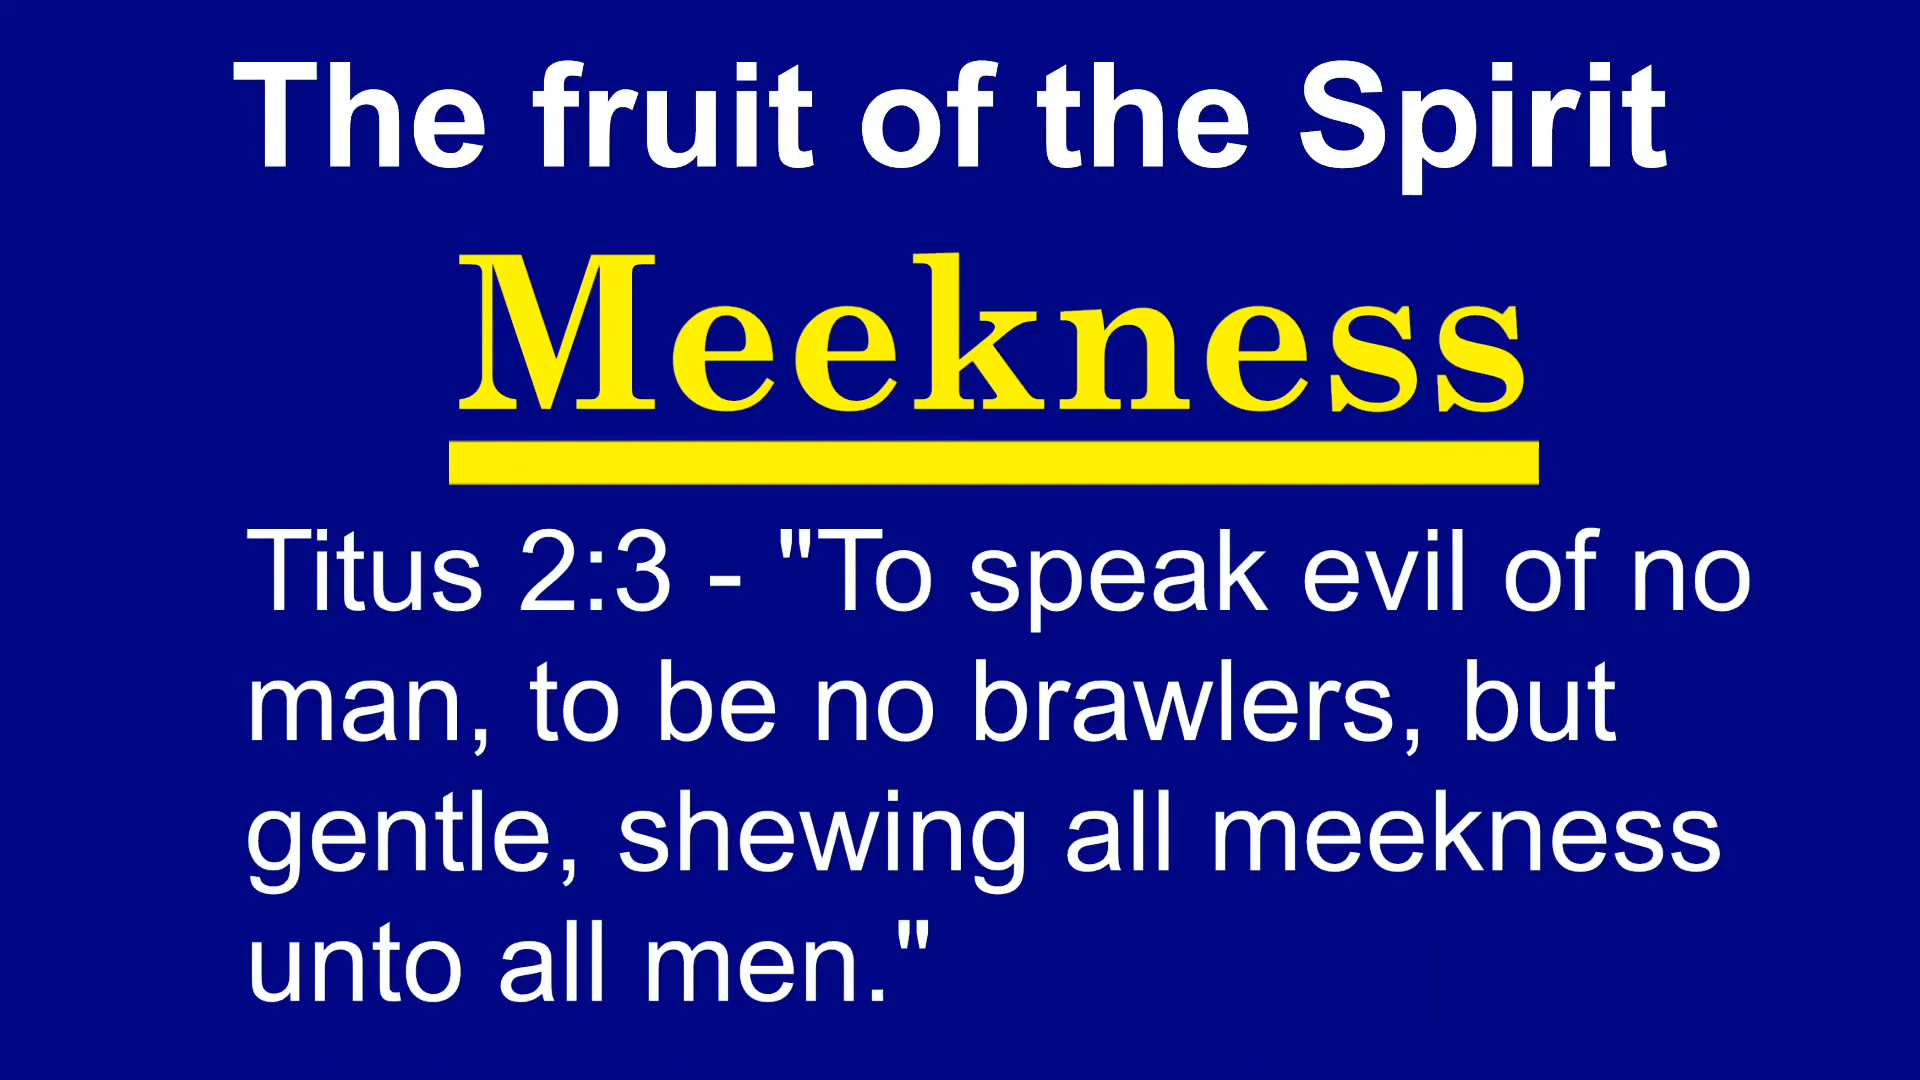 The fruit of the Spirit
Meekness
Titus 2:3 - "To speak evil of no
man, to be no brawlers, but
gentle, shewing all meekness
unto all men."